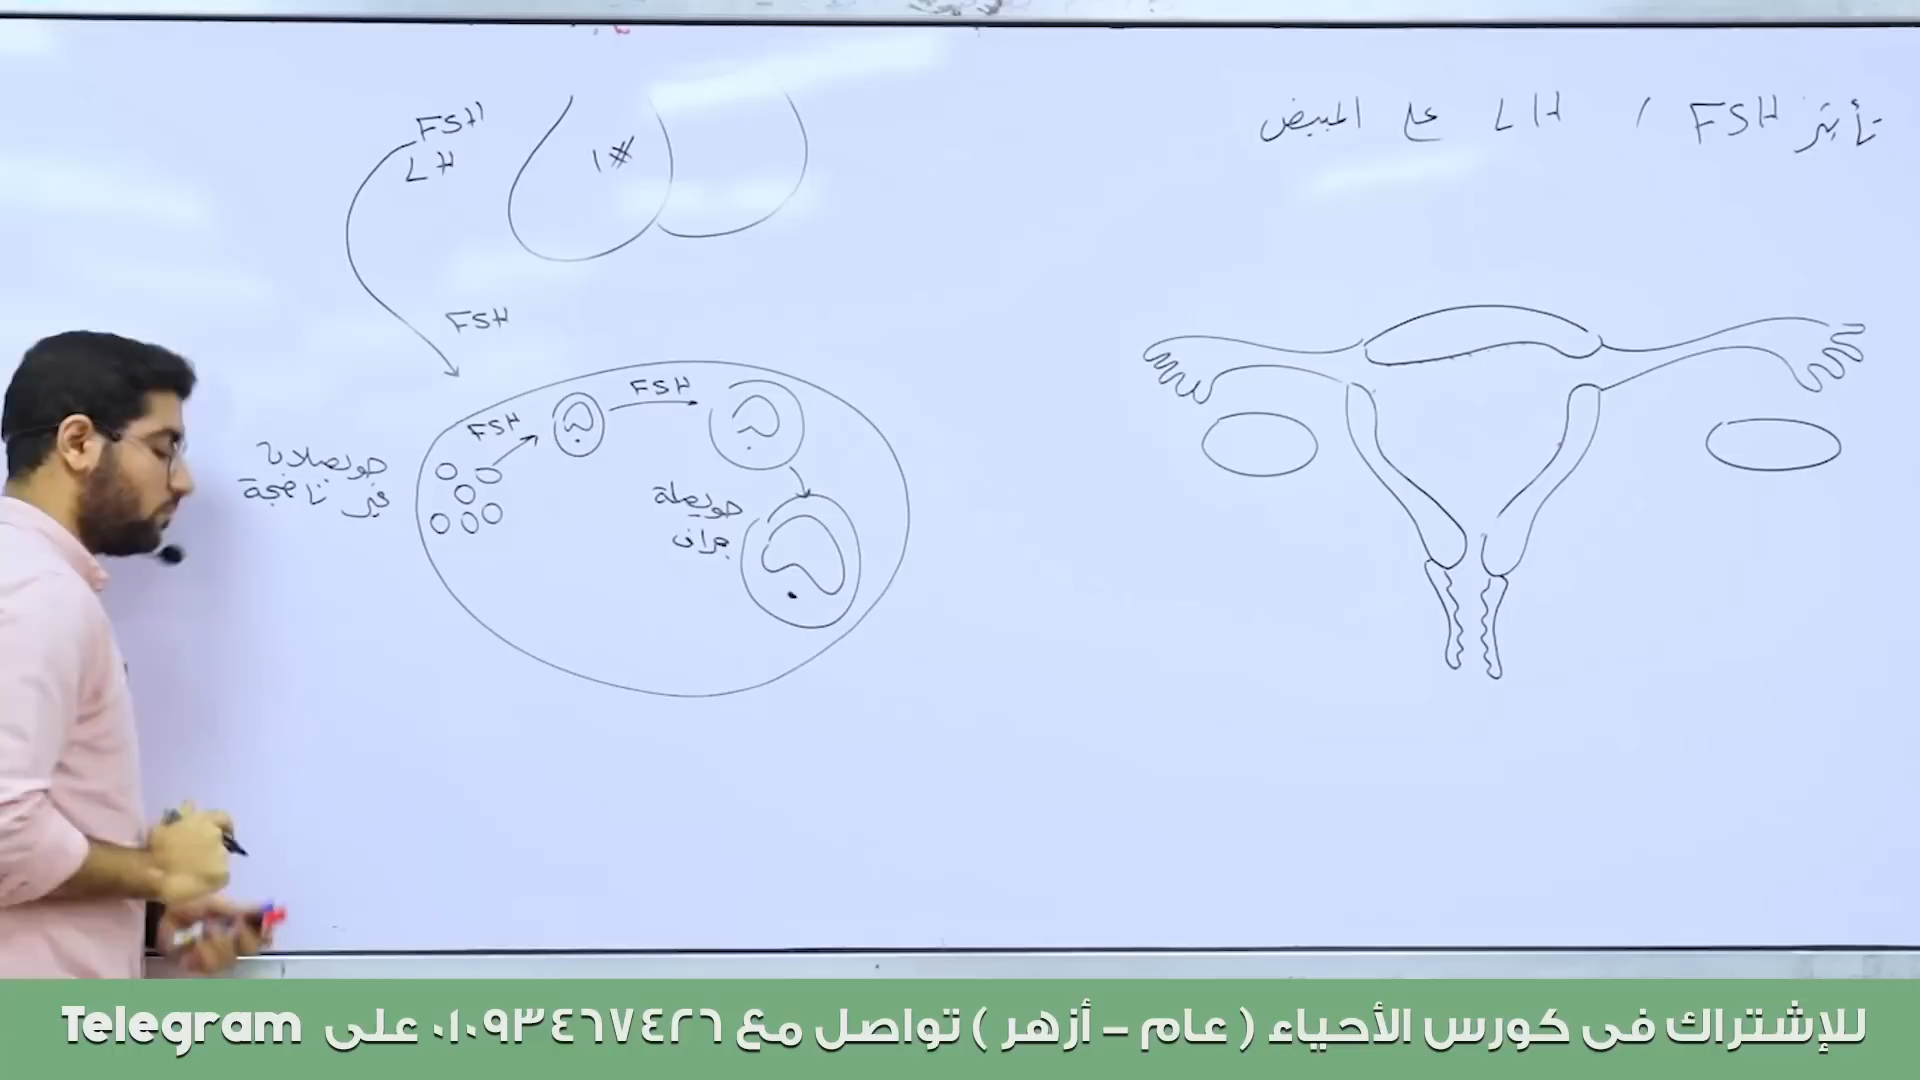 تأثير FSH / LH على المبيض
FSH
LH
FSH
FSH
FSH
حويصلات
غير ناضجة
حويصلة
جراف
للإشتراك فى كورس الأحياء ( عام – أزهر ) تواصل مع ٠١٠٩٣٤٦٧٤٢٦ على Telegram